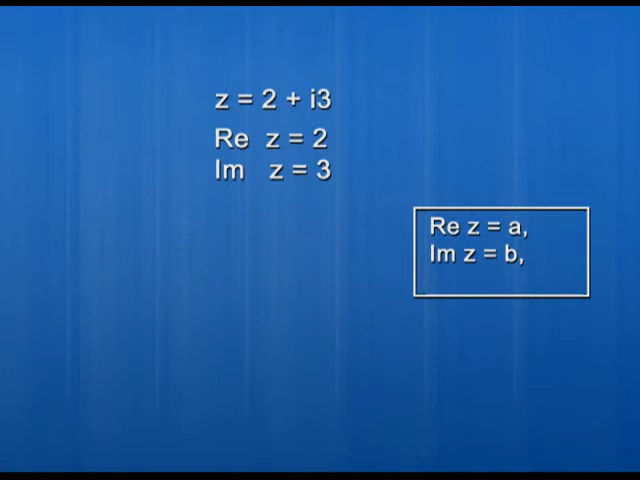 z = 2 + i3
Re z = 2
Im z = 3
Re z = a,
Im z = b,